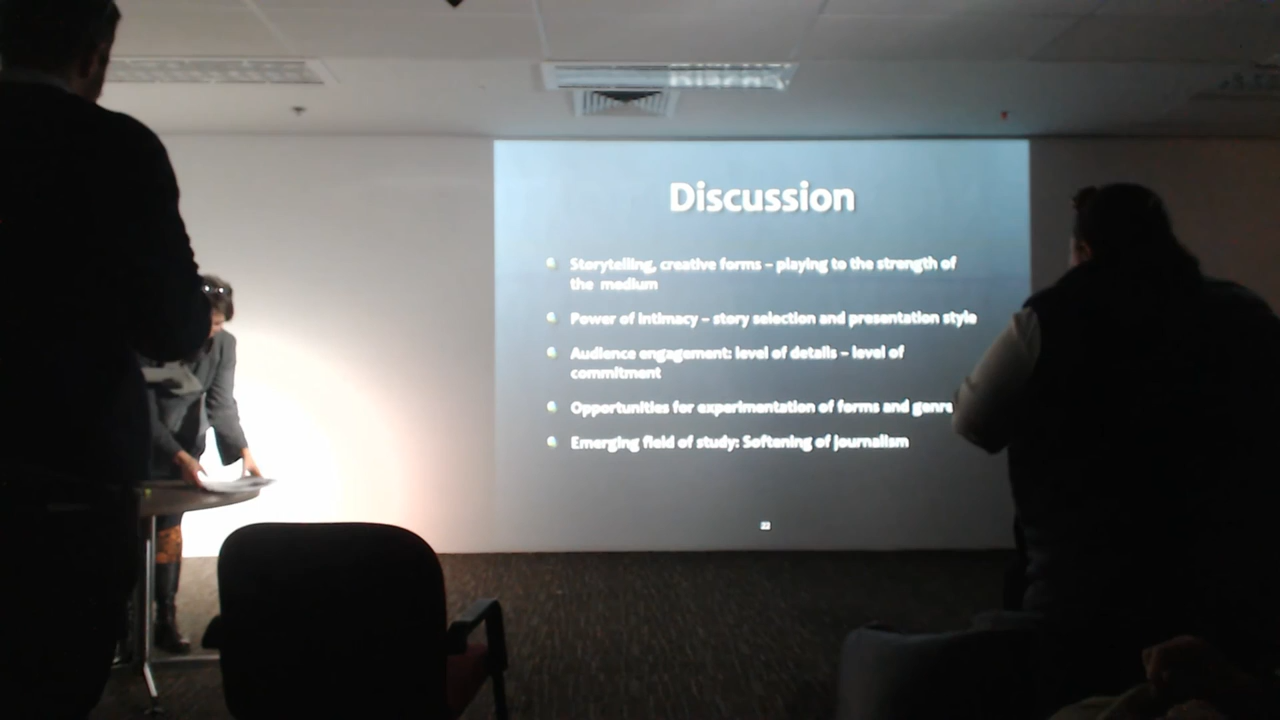 Discussion
Storytelling, creative forms – playing to the strength of
the medium
Power of intimacy – story selection and presentation style
Audience engagement: level of details – level of
commitment
Opportunities for experimentation of forms and genre
Emerging field of study: Softening of journalism